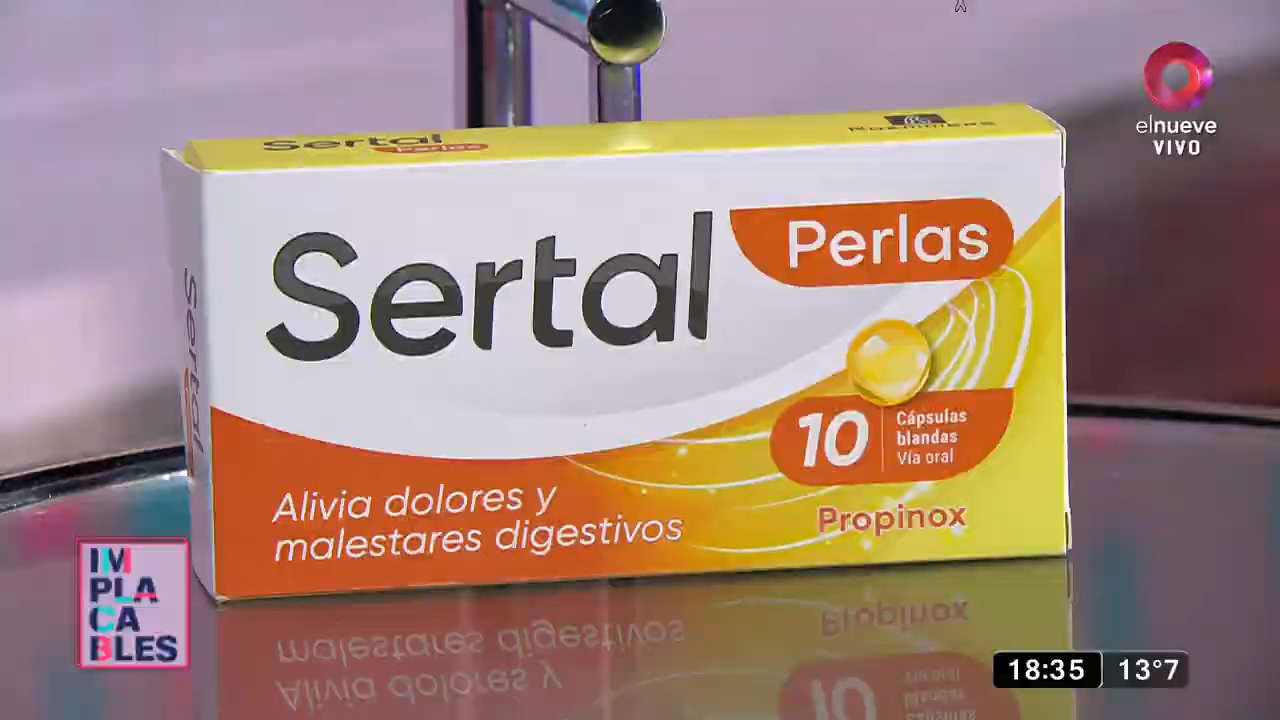 elnueve
VIVO
Sertal
Perlas
Sertal
Perlas
Sertal
10
Cápsulas
blandas
Vía oral
Alivia dolores y
malestares digestivos
Propinox
IM
PLA
CA
BLES
18:35
13°7